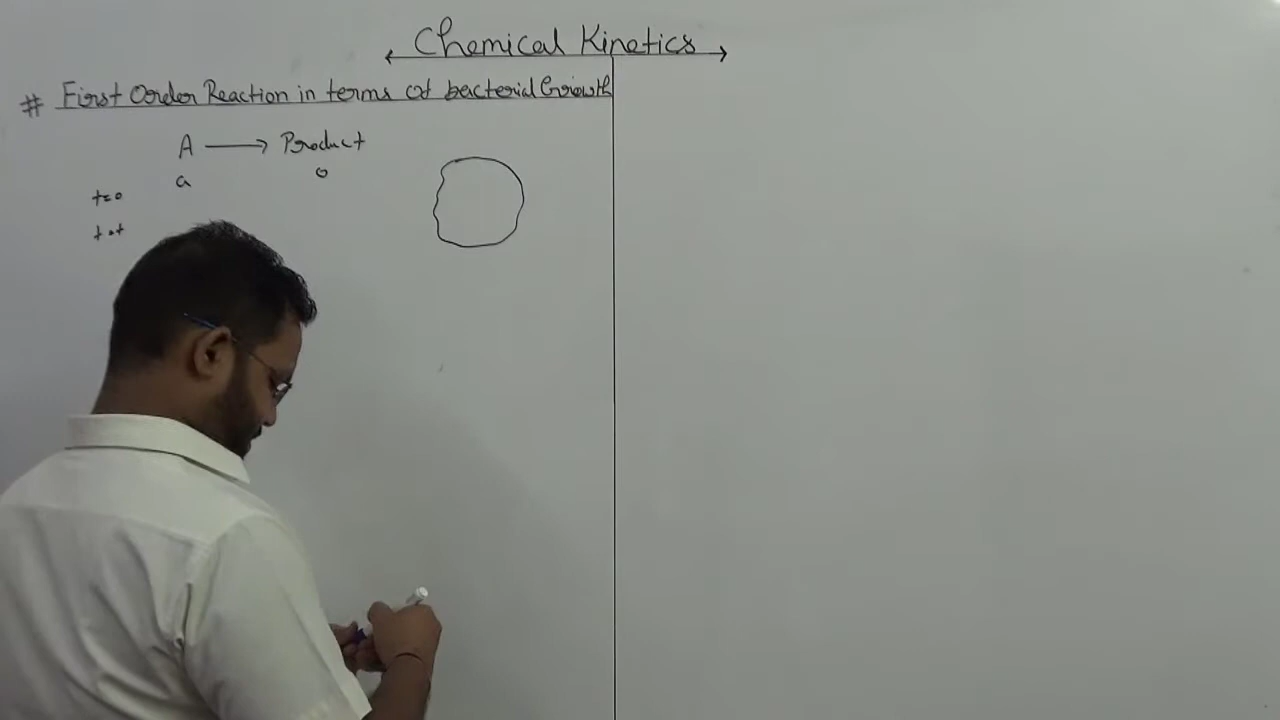 Chemical Kinetics
# First Order Reaction in terms of bacterial Growth
A ⟶ Product
t=0 a 0
t=t